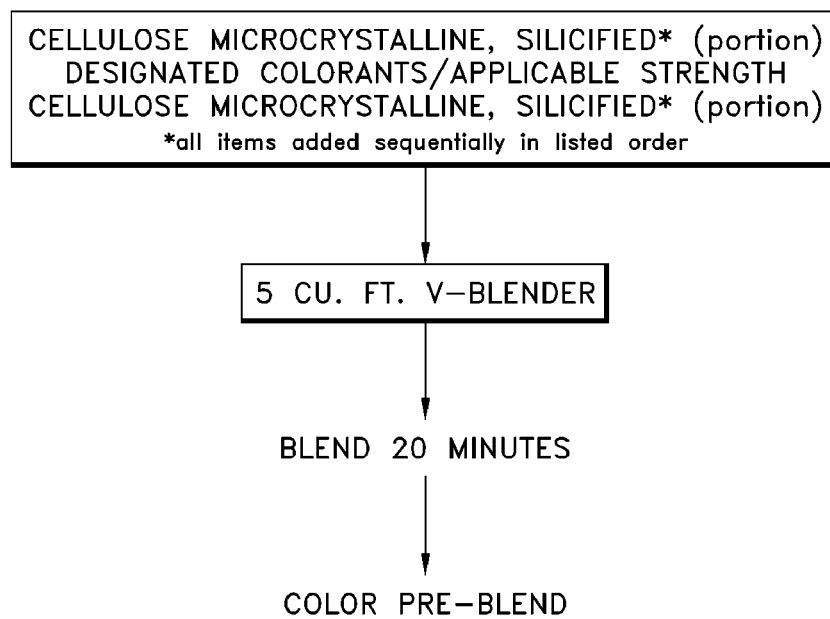 CELLULOSE MICROCRYSTALLINE, SILICIFIED* (portion)
DESIGNATED COLORANTS/APPLICABLE STRENGTH
CELLULOSE MICROCRYSTALLINE, SILICIFIED* (portion)
*all items added sequentially in listed order
5 CU. FT. V-BLENDER
BLEND 20 MINUTES
COLOR PRE-BLEND